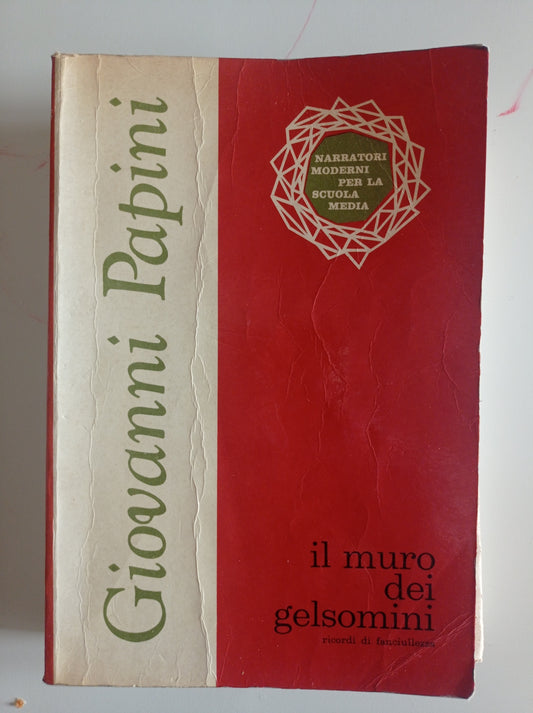 Giovanni Papini
NARRATORI
MODERNI
PER LA
SCUOLA
MEDIA
il muro
dei
gelsomini
ricordi di fanciullezza